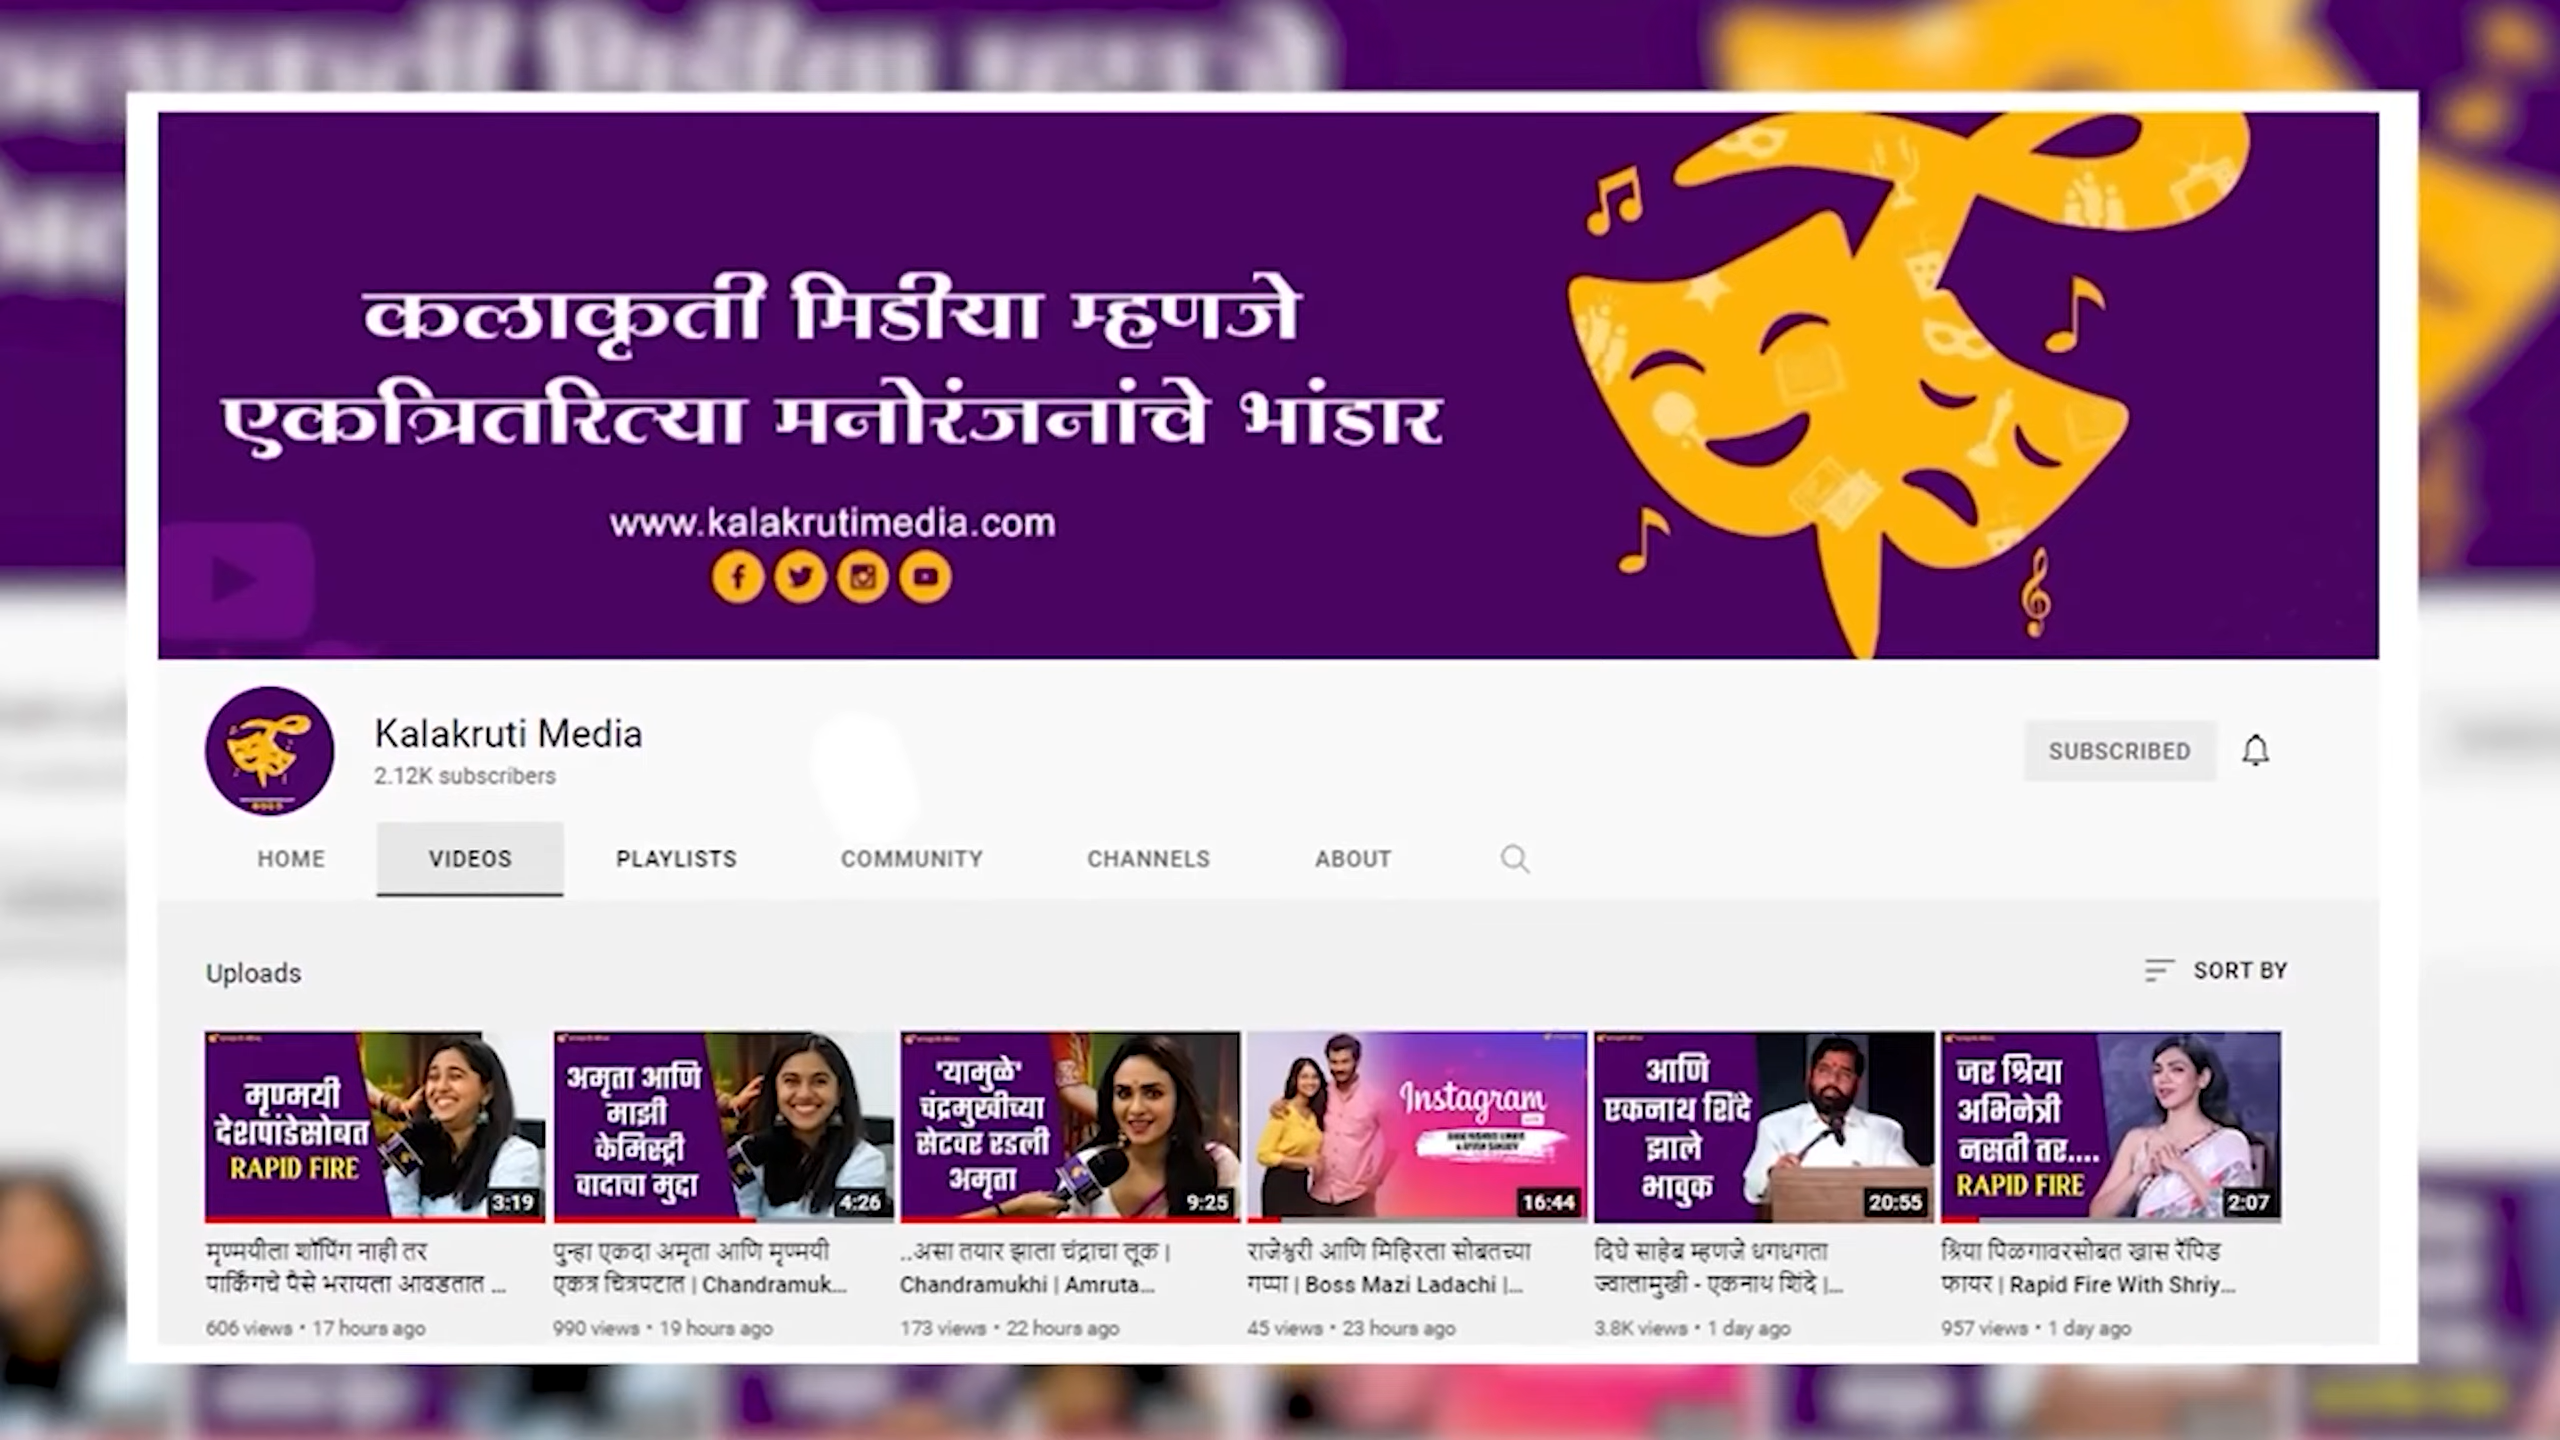 कलाकृती मिडीया म्हणजे
एकत्रितरित्या मनोरंजनांचे भांडार
www.kalakrutimedia.com
Kalakruti Media
2.12K subscribers
SUBSCRIBED
HOME VIDEOS PLAYLISTS COMMUNITY CHANNELS ABOUT
Uploads
SORT BY
मृण्मयी
देशपांडेसोबत
RAPID FIRE
3:19
मृण्मयीला शॉपिंग नाही तर
पार्किंगचे पैसे भरायला आवडतात ...
606 views • 17 hours ago
अमृता आणि
माझी
केमिस्ट्री
वादाचा मुद्दा
4:26
पुन्हा एकदा अमृता आणि मृण्मयी
एकत्र चित्रपटात | Chandramuk...
990 views • 19 hours ago
'यामुळे'
चंद्रमुखीच्या
सेटवर रडली
अमृता
9:25
..असा तयार झाला चंद्राचा लूक |
Chandramukhi | Amruta...
173 views • 22 hours ago
Instagram
16:44
राजेश्वरी आणि मिहिरला सोबतच्या
गप्पा | Boss Mazi Ladachi |...
45 views • 23 hours ago
आणि
एकनाथ शिंदे
झाले
भावुक
20:55
दिघे साहेब म्हणजे धगधगता
ज्वालामुखी - एकनाथ शिंदे |...
3.8K views • 1 day ago
जर श्रिया
अभिनेत्री
नसती तर....
RAPID FIRE
2:07
श्रिया पिळगावरसोबत खास रॅपिड
फायर | Rapid Fire With Shriy...
957 views • 1 day ago